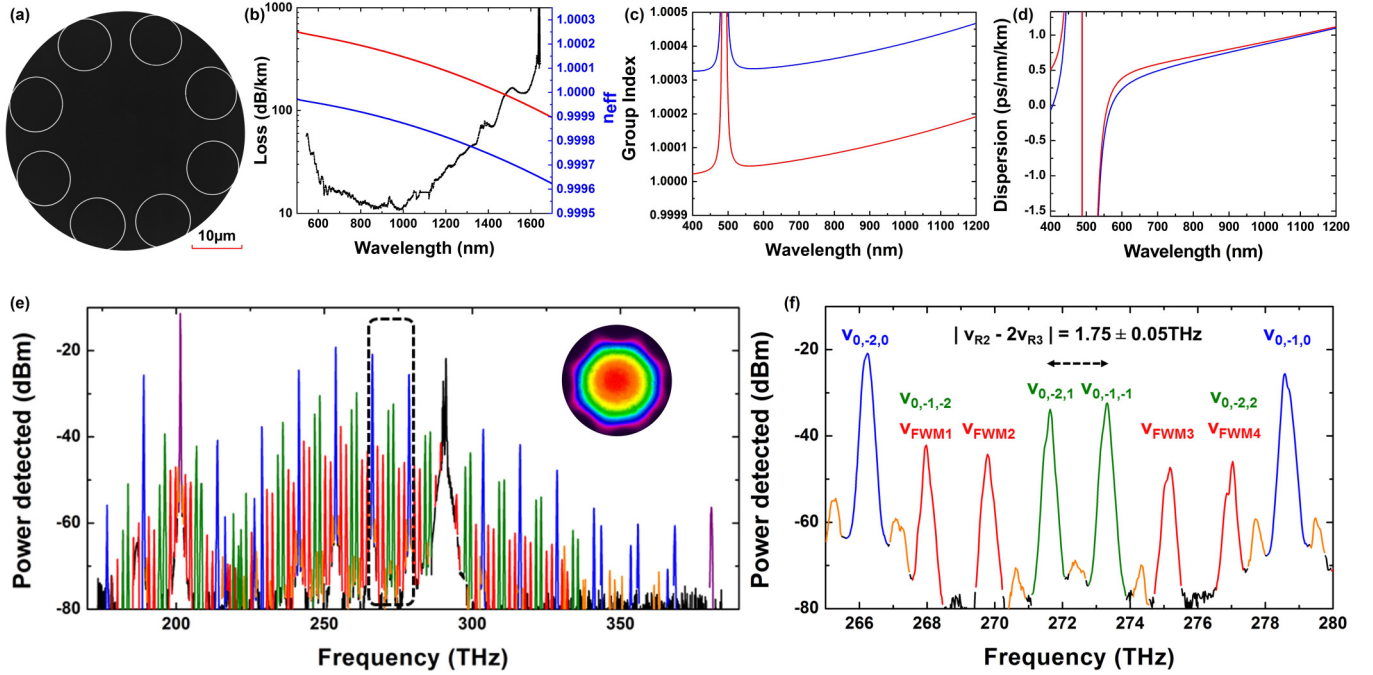 (a)
10μm
(b)
1000
100
10
Loss (dB/km)
1.0003
1.0002
1.0001
1.0000
0.9999
0.9998
0.9997
0.9996
0.9995
neff
600 800 1000 1200 1400 1600
Wavelength (nm)
(c)
1.0005
1.0004
1.0003
1.0002
1.0001
1.0000
0.9999
Group Index
400 500 600 700 800 900 1000 1100 1200
Wavelength (nm)
(d)
1.0
0.5
0.0
-0.5
-1.0
-1.5
Dispersion (ps/nm/km)
400 500 600 700 800 900 1000 1100 1200
Wavelength (nm)
(e)
-20
-40
-60
-80
Power detected (dBm)
200 250 300 350
Frequency (THz)
(f)
-20
-40
-60
-80
Power detected (dBm)
| νR2 - 2νR3 | = 1.75 ± 0.05THz
ν0,-2,0
ν0,-1,0
ν0,-1,-2
ν0,-2,1
ν0,-1,-1
ν0,-2,2
νFWM1
νFWM2
νFWM3
νFWM4
266 268 270 272 274 276 278 280
Frequency (THz)